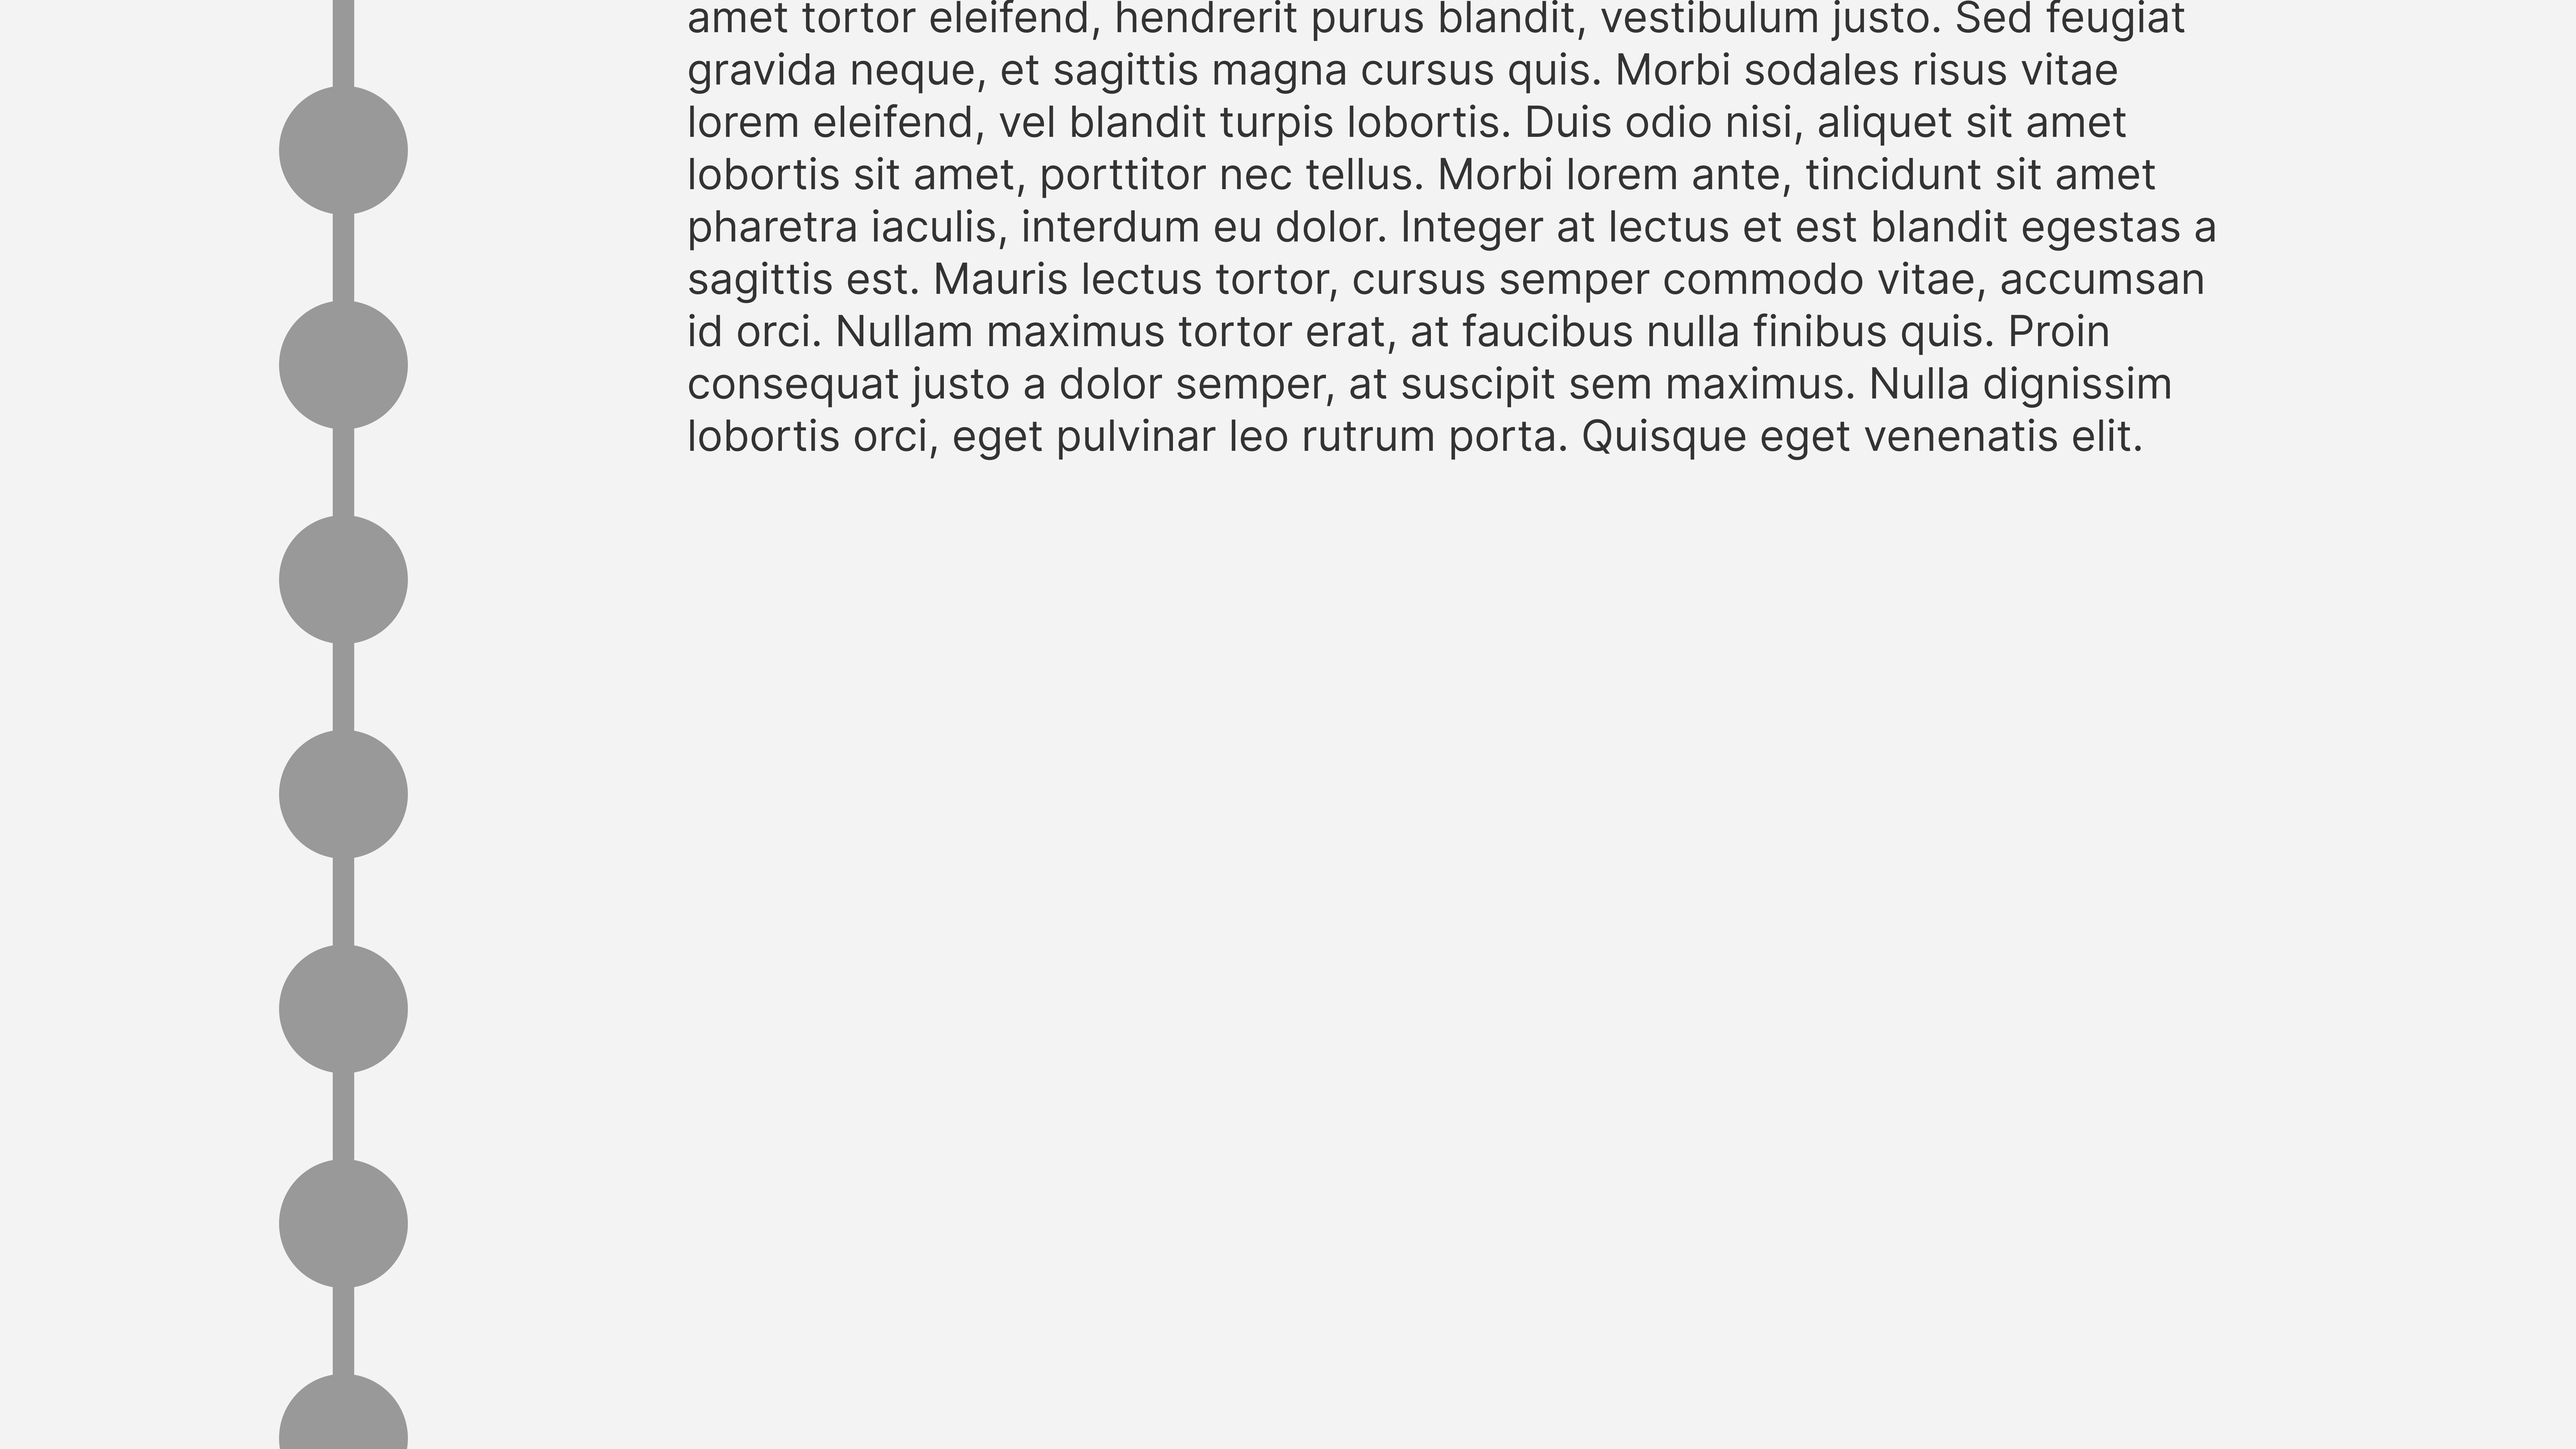 amet tortor eleifend, hendrerit purus blandit, vestibulum justo. Sed feugiat
gravida neque, et sagittis magna cursus quis. Morbi sodales risus vitae
lorem eleifend, vel blandit turpis lobortis. Duis odio nisi, aliquet sit amet
lobortis sit amet, porttitor nec tellus. Morbi lorem ante, tincidunt sit amet
pharetra iaculis, interdum eu dolor. Integer at lectus et est blandit egestas a
sagittis est. Mauris lectus tortor, cursus semper commodo vitae, accumsan
id orci. Nullam maximus tortor erat, at faucibus nulla finibus quis. Proin
consequat justo a dolor semper, at suscipit sem maximus. Nulla dignissim
lobortis orci, eget pulvinar leo rutrum porta. Quisque eget venenatis elit.